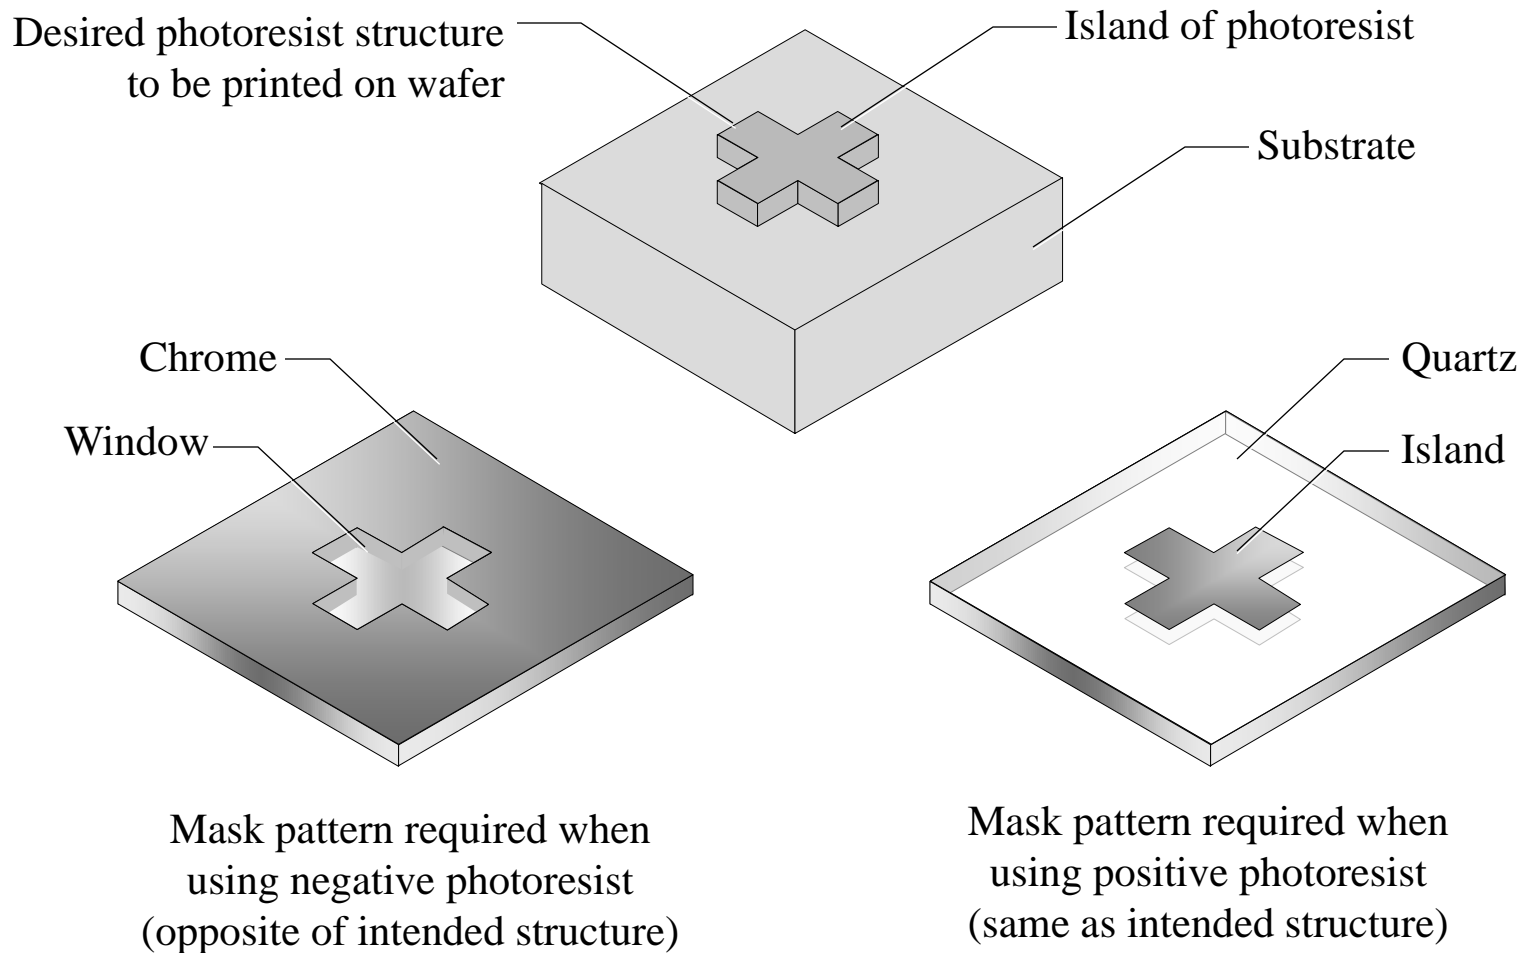 Desired photoresist structure
to be printed on wafer
Island of photoresist
Substrate
Chrome
Window
Quartz
Island
Mask pattern required when
using negative photoresist
(opposite of intended structure)
Mask pattern required when
using positive photoresist
(same as intended structure)